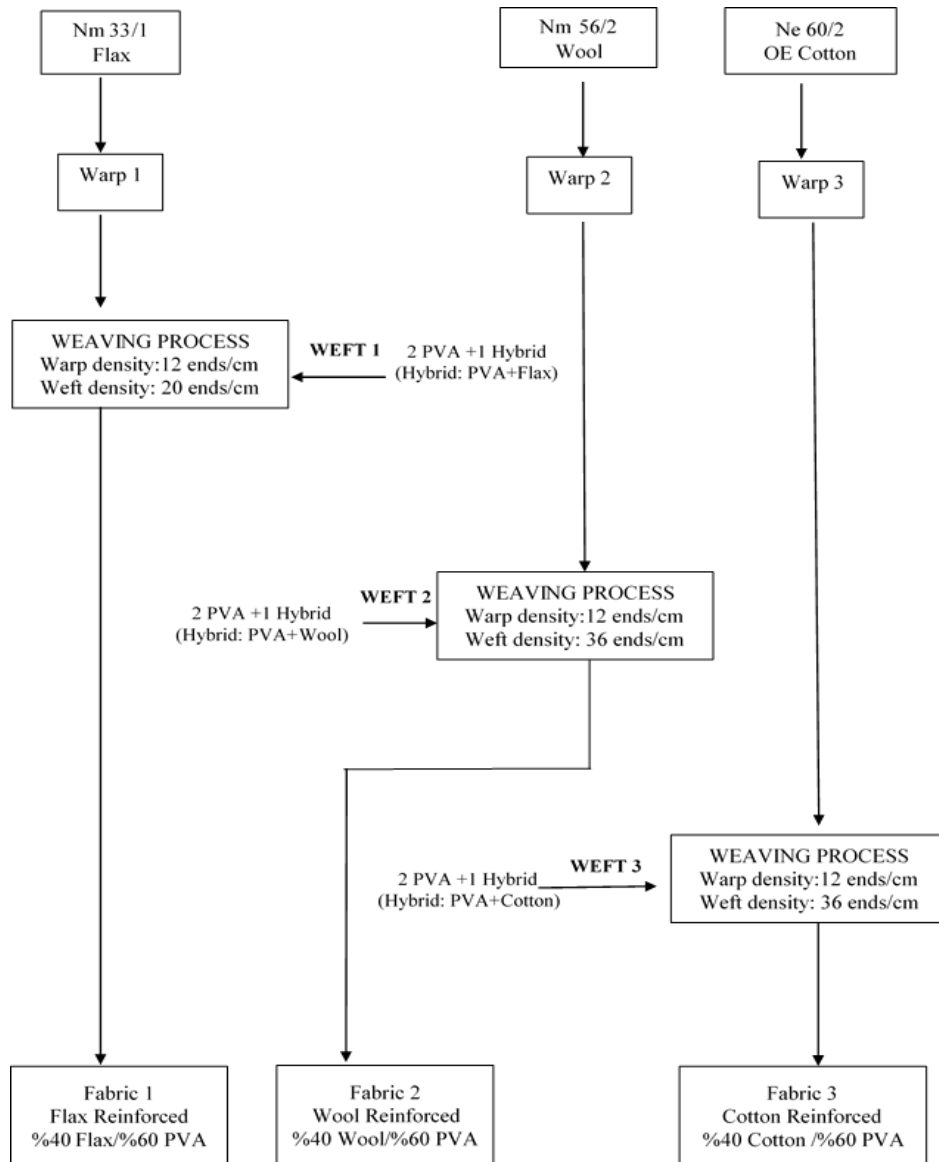 Nm 33/1
Flax
Nm 56/2
Wool
Ne 60/2
OE Cotton
Warp 1
Warp 2
Warp 3
WEAVING PROCESS
Warp density:12 ends/cm
Weft density: 20 ends/cm
WEFT 1
2 PVA +1 Hybrid
(Hybrid: PVA+Flax)
2 PVA +1 Hybrid
(Hybrid: PVA+Wool)
WEFT 2
WEAVING PROCESS
Warp density:12 ends/cm
Weft density: 36 ends/cm
2 PVA +1 Hybrid
(Hybrid: PVA+Cotton)
WEFT 3
WEAVING PROCESS
Warp density:12 ends/cm
Weft density: 36 ends/cm
Fabric 1
Flax Reinforced
%40 Flax/%60 PVA
Fabric 2
Wool Reinforced
%40 Wool/%60 PVA
Fabric 3
Cotton Reinforced
%40 Cotton /%60 PVA